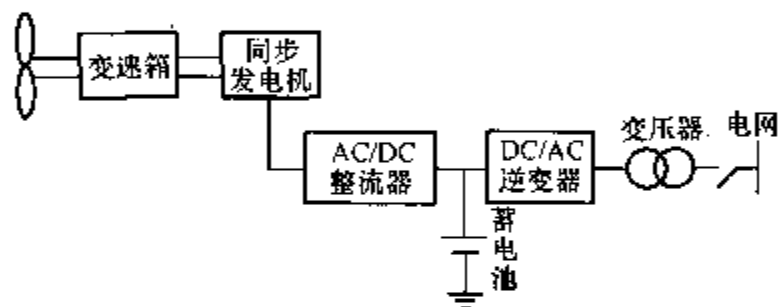 变速箱
同步
发电机
AC/DC
整流器
DC/AC
逆变器
变压器
电网
蓄
电
池